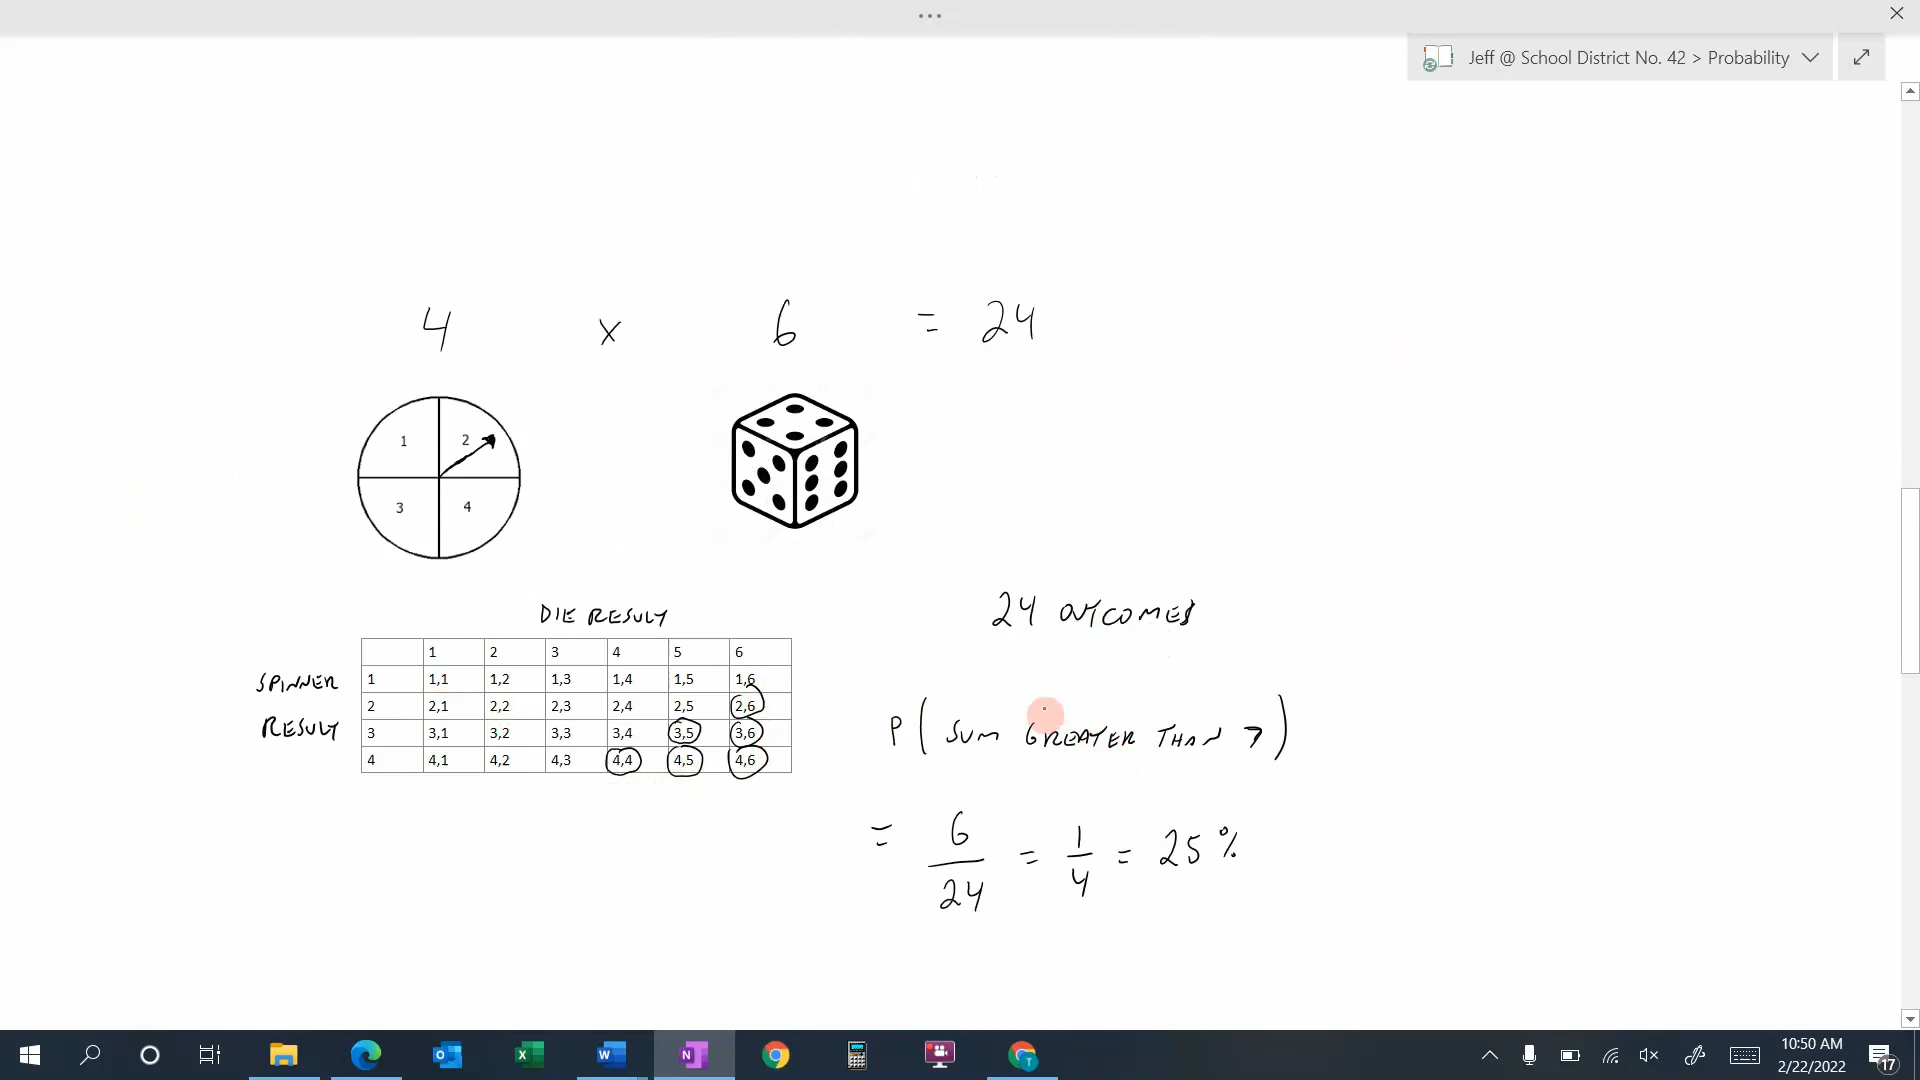 Jeff @ School District No. 42 > Probability
4 x 6 = 24
1 2
3 4
DIE RESULT
1 2 3 4 5 6
SPINNER 1 1,1 1,2 1,3 1,4 1,5 1,6
2 2,1 2,2 2,3 2,4 2,5 2,6
RESULT 3 3,1 3,2 3,3 3,4 3,5 3,6
4 4,1 4,2 4,3 4,4 4,5 4,6
24 OUTCOMES
P ( SUM GREATER THAN 7 )
= 6/24 = 1/4 = 25 %
10:50 AM
2/22/2022
17